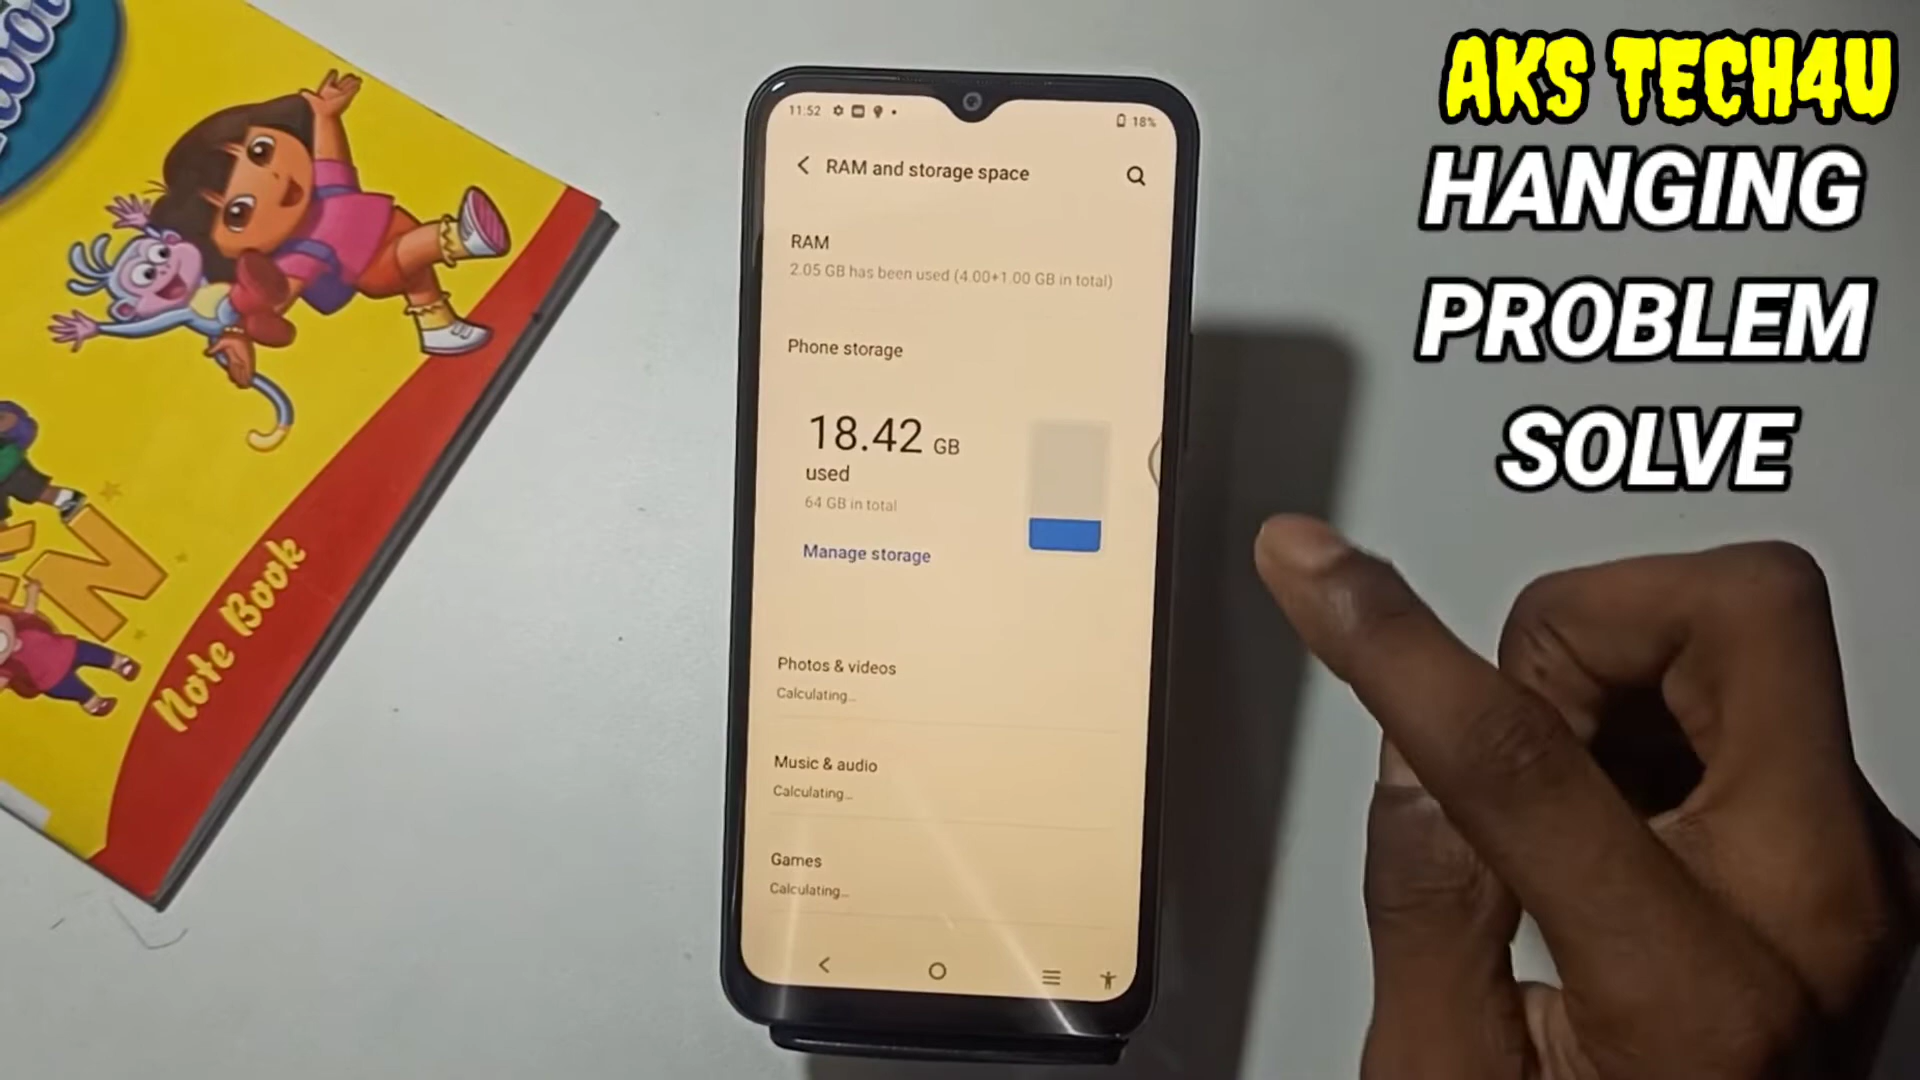 AKS TECH4U
HANGING
PROBLEM
SOLVE
11:52
18%
RAM and storage space
RAM
2.05 GB has been used (4.00+1.00 GB in total)
Phone storage
18.42 GB
used
64 GB in total
Manage storage
Photos & videos
Calculating...
Music & audio
Calculating...
Games
Calculating...
Note Book